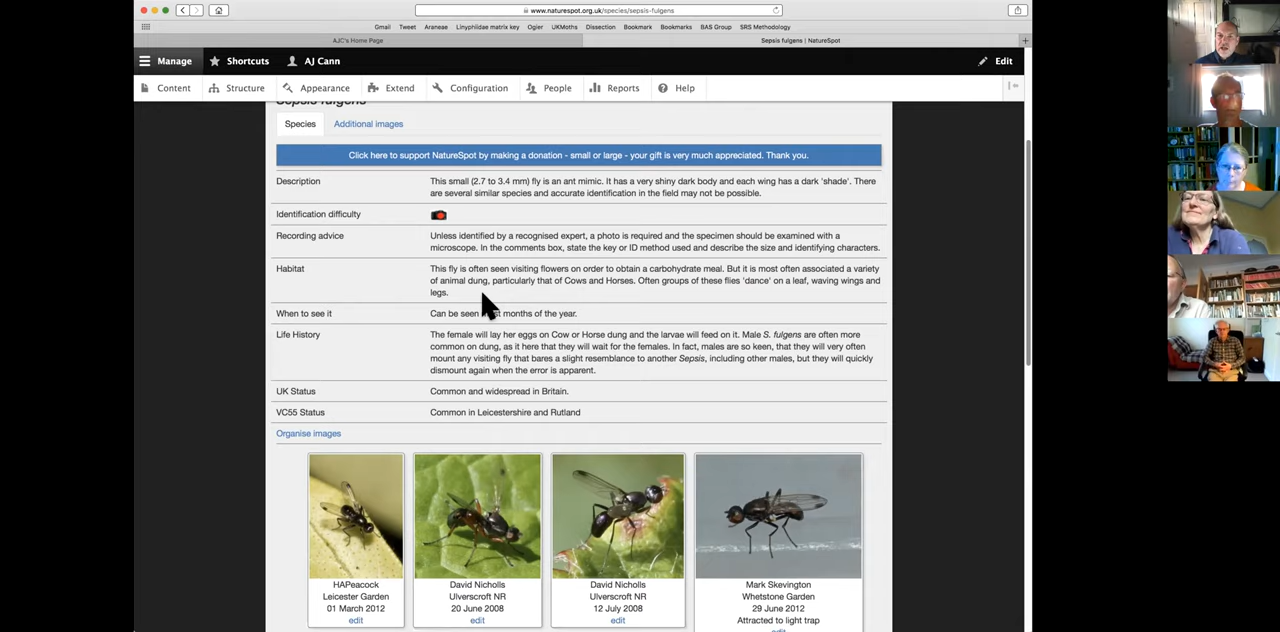 www.naturespot.org.uk/species/sepsis-fulgens
Gmail Tweet Araneae Linyphiidae matrix key Ogier UKMoths Dissection Bookmark Bookmarks BAS Group SRS Methodology
AJC's Home Page
Sepsis fulgens | NatureSpot
Manage Shortcuts AJ Cann Edit
Content Structure Appearance Extend Configuration People Reports Help
Sepsis fulgens
Species Additional images
Click here to support NatureSpot by making a donation - small or large - your gift is very much appreciated. Thank you.
Description This small (2.7 to 3.4 mm) fly is an ant mimic. It has a very shiny dark body and each wing has a dark 'shade'. There
are several similar species and accurate identification in the field may not be possible.
Identification difficulty
Recording advice Unless identified by a recognised expert, a photo is required and the specimen should be examined with a
microscope. In the comments box, state the key or ID method used and describe the size and identifying characters.
Habitat This fly is often seen visiting flowers on order to obtain a carbohydrate meal. But it is most often associated a variety
of animal dung, particularly that of Cows and Horses. Often groups of these flies 'dance' on a leaf, waving wings and
legs.
When to see it Can be seen months of the year.
Life History The female will lay her eggs on Cow or Horse dung and the larvae will feed on it. Male S. fulgens are often more
common on dung, as it here that they will wait for the females. In fact, males are so keen, that they will very often
mount any visiting fly that bares a slight resemblance to another Sepsis, including other males, but they will quickly
dismount again when the error is apparent.
UK Status Common and widespread in Britain.
VC55 Status Common in Leicestershire and Rutland
Organise images
HAPeacock
Leicester Garden
01 March 2012
edit
David Nicholls
Ulverscroft NR
20 June 2008
edit
David Nicholls
Ulverscroft NR
12 July 2008
edit
Mark Skevington
Whetstone Garden
29 June 2012
Attracted to light trap
edit